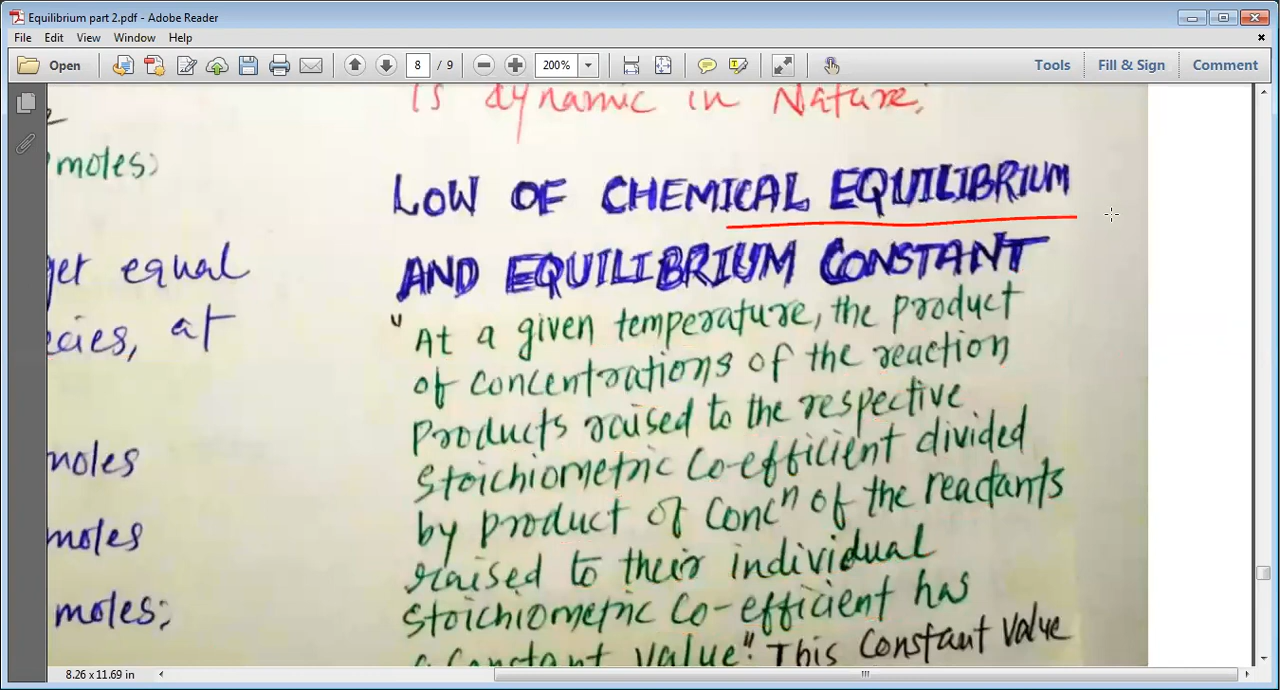 Equilibrium part 2.pdf - Adobe Reader
File Edit View Window Help
Open 8 / 9 200% Tools Fill & Sign Comment
is dynamic in Nature;
moles;
LOW OF CHEMICAL EQUILIBRIUM
AND EQUILIBRIUM CONSTANT
get equal
ecies, at
moles
moles
moles;
"At a given temperature, the product
of concentrations of the reaction
products raised to the respective
stoichiometric co-efficient divided
by product of concn of the reactants
raised to their individual
stoichiometric co-efficient has
a constant value". This constant value
8.26 x 11.69 in